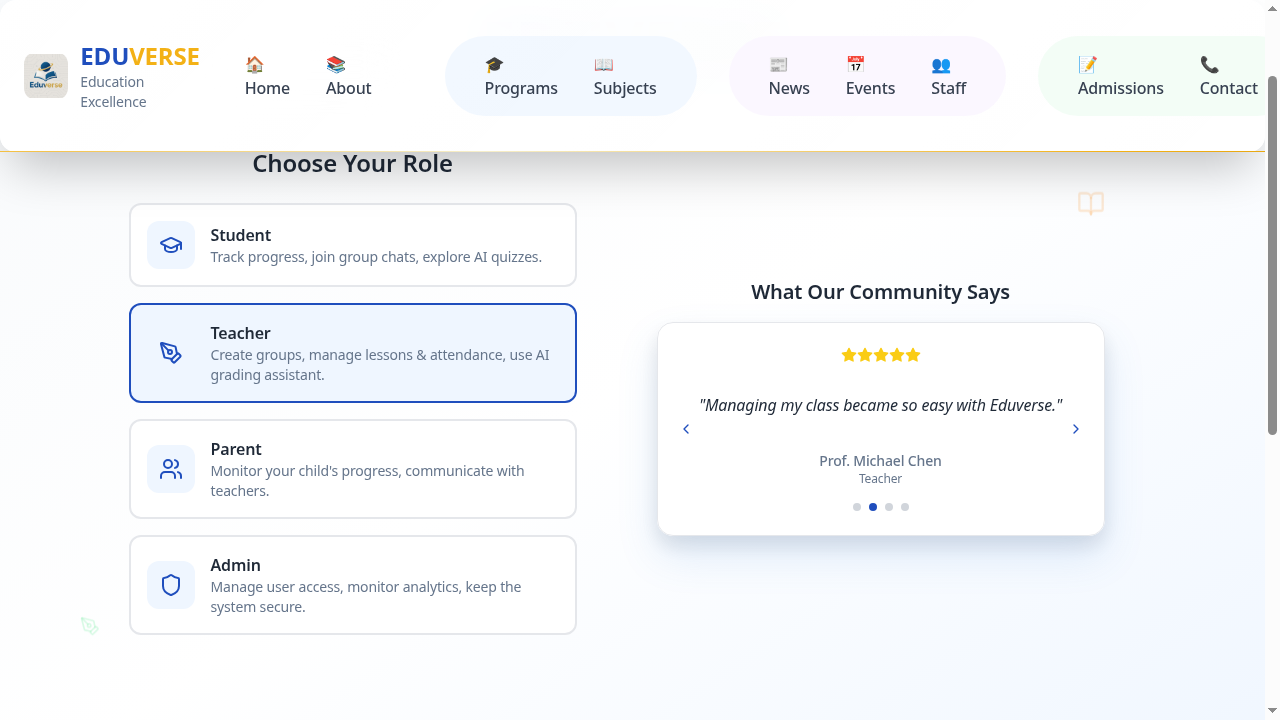 Eduverse
EDUVERSE
Education
Excellence
Home
About
Programs
Subjects
News
Events
Staff
Admissions
Contact
Choose Your Role
Student
Track progress, join group chats, explore AI quizzes.
Teacher
Create groups, manage lessons & attendance, use AI
grading assistant.
Parent
Monitor your child's progress, communicate with
teachers.
Admin
Manage user access, monitor analytics, keep the
system secure.
What Our Community Says
"Managing my class became so easy with Eduverse."
Prof. Michael Chen
Teacher